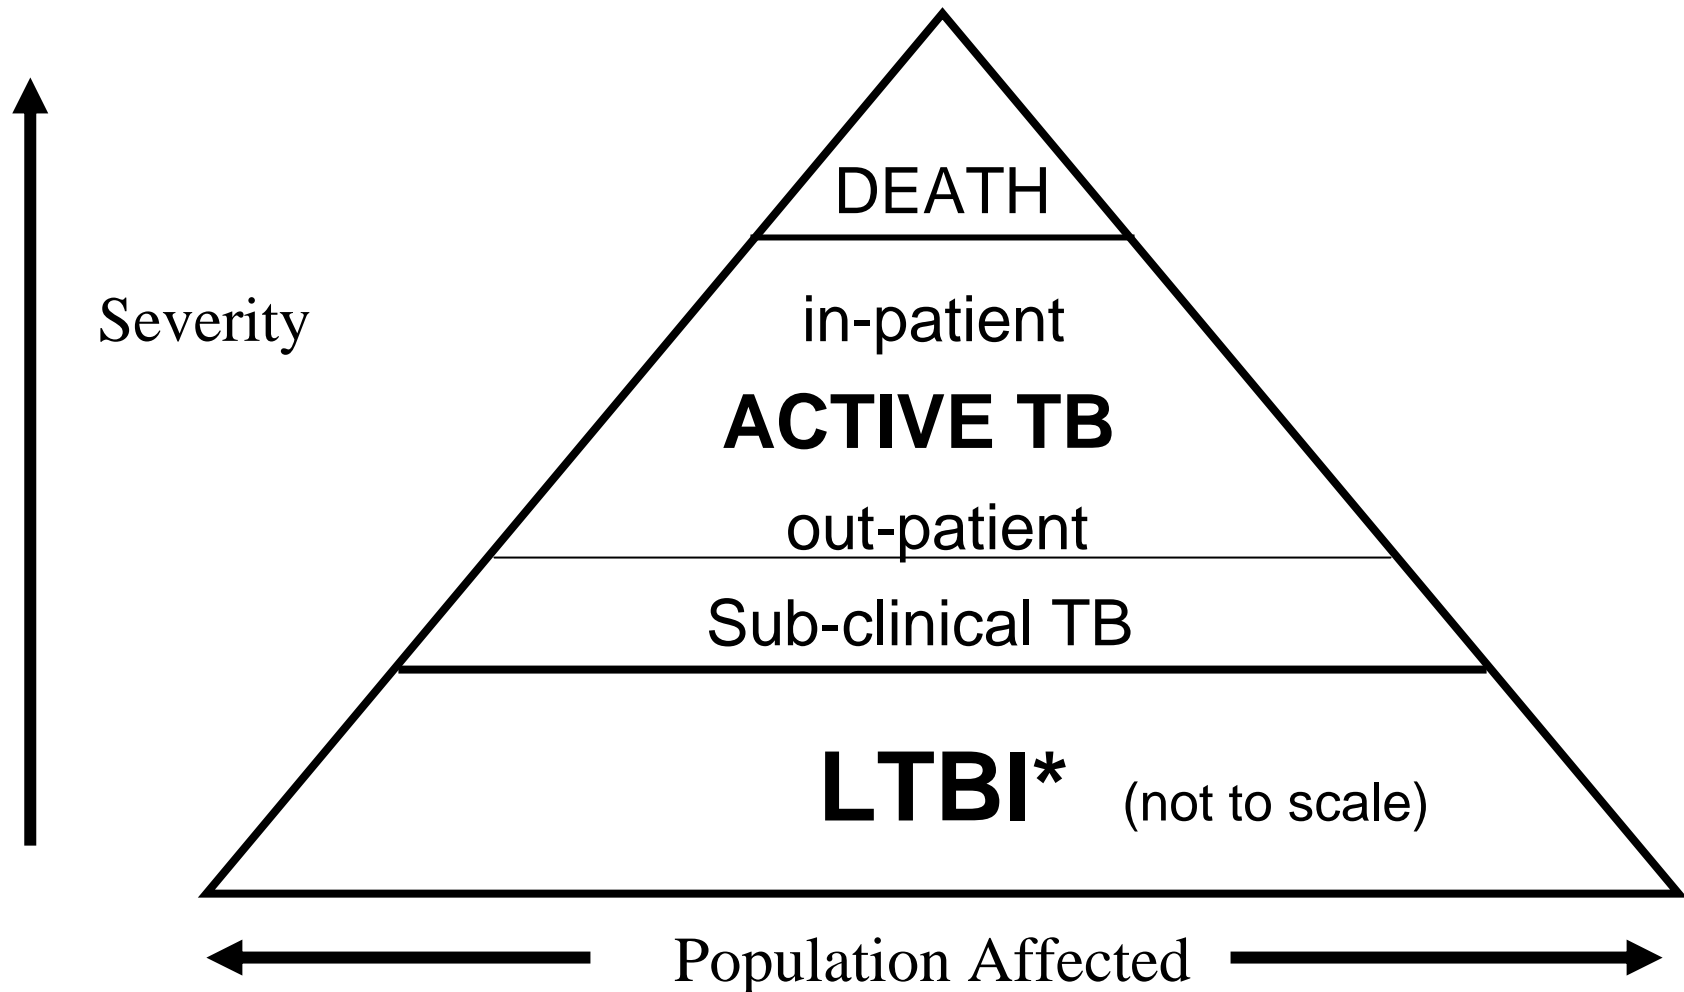 DEATH
Severity
in-patient
ACTIVE TB
out-patient
Sub-clinical TB
LTBI* (not to scale)
Population Affected